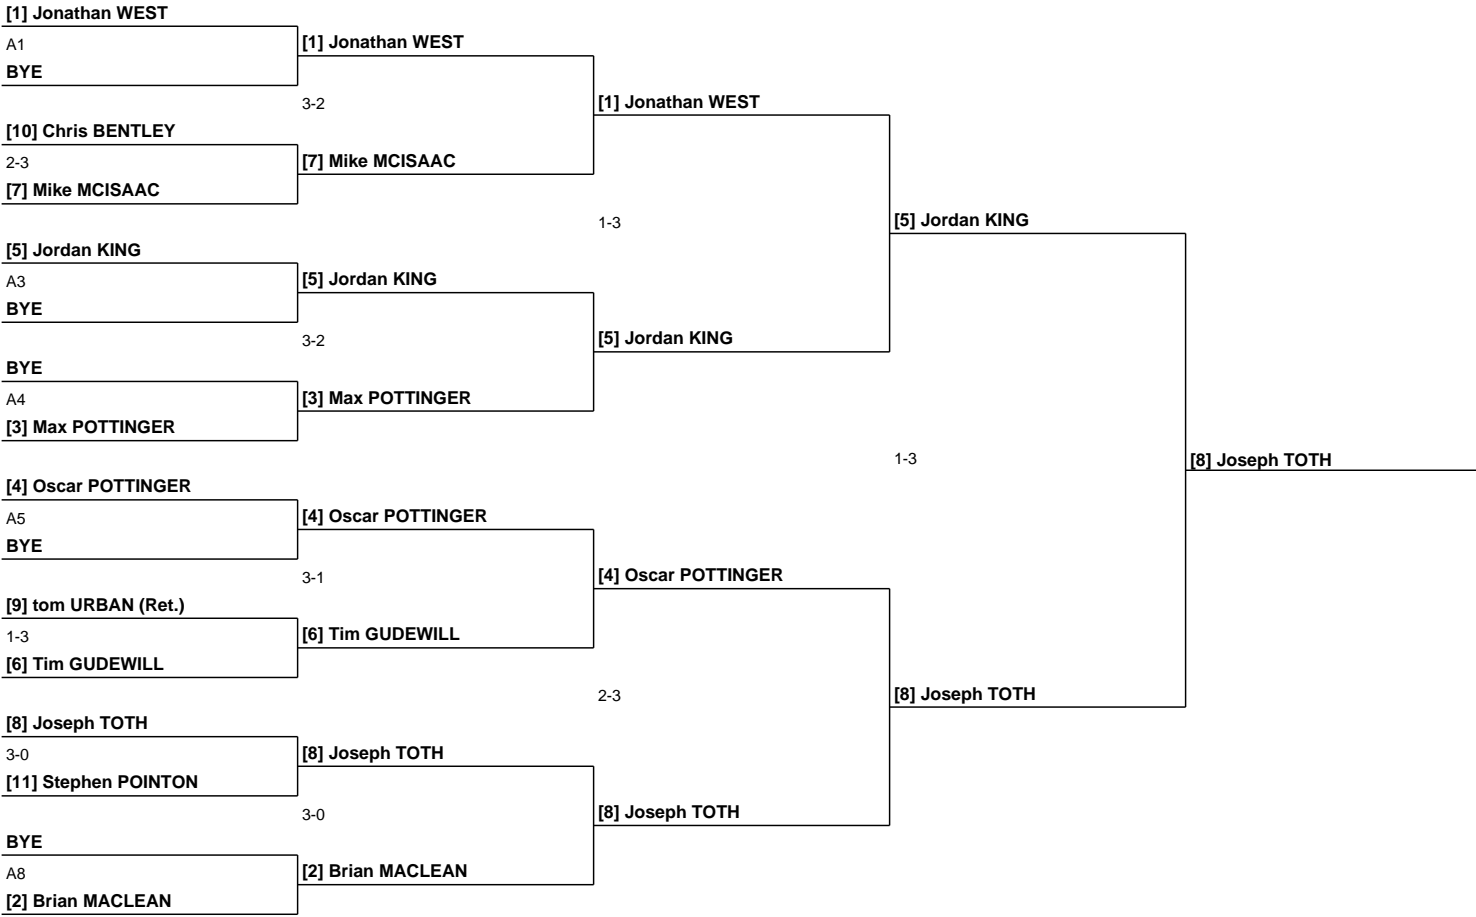 [1] Jonathan WEST
A1
BYE
[10] Chris BENTLEY
2-3
[7] Mike MCISAAC
[5] Jordan KING
A3
BYE
BYE
A4
[3] Max POTTINGER
[4] Oscar POTTINGER
A5
BYE
[9] tom URBAN (Ret.)
1-3
[6] Tim GUDEWILL
[8] Joseph TOTH
3-0
[11] Stephen POINTON
BYE
A8
[2] Brian MACLEAN
[1] Jonathan WEST
3-2
[7] Mike MCISAAC
[5] Jordan KING
3-2
[3] Max POTTINGER
[4] Oscar POTTINGER
3-1
[6] Tim GUDEWILL
[8] Joseph TOTH
3-0
[2] Brian MACLEAN
[1] Jonathan WEST
1-3
[5] Jordan KING
[4] Oscar POTTINGER
2-3
[8] Joseph TOTH
[5] Jordan KING
1-3
[8] Joseph TOTH
[8] Joseph TOTH